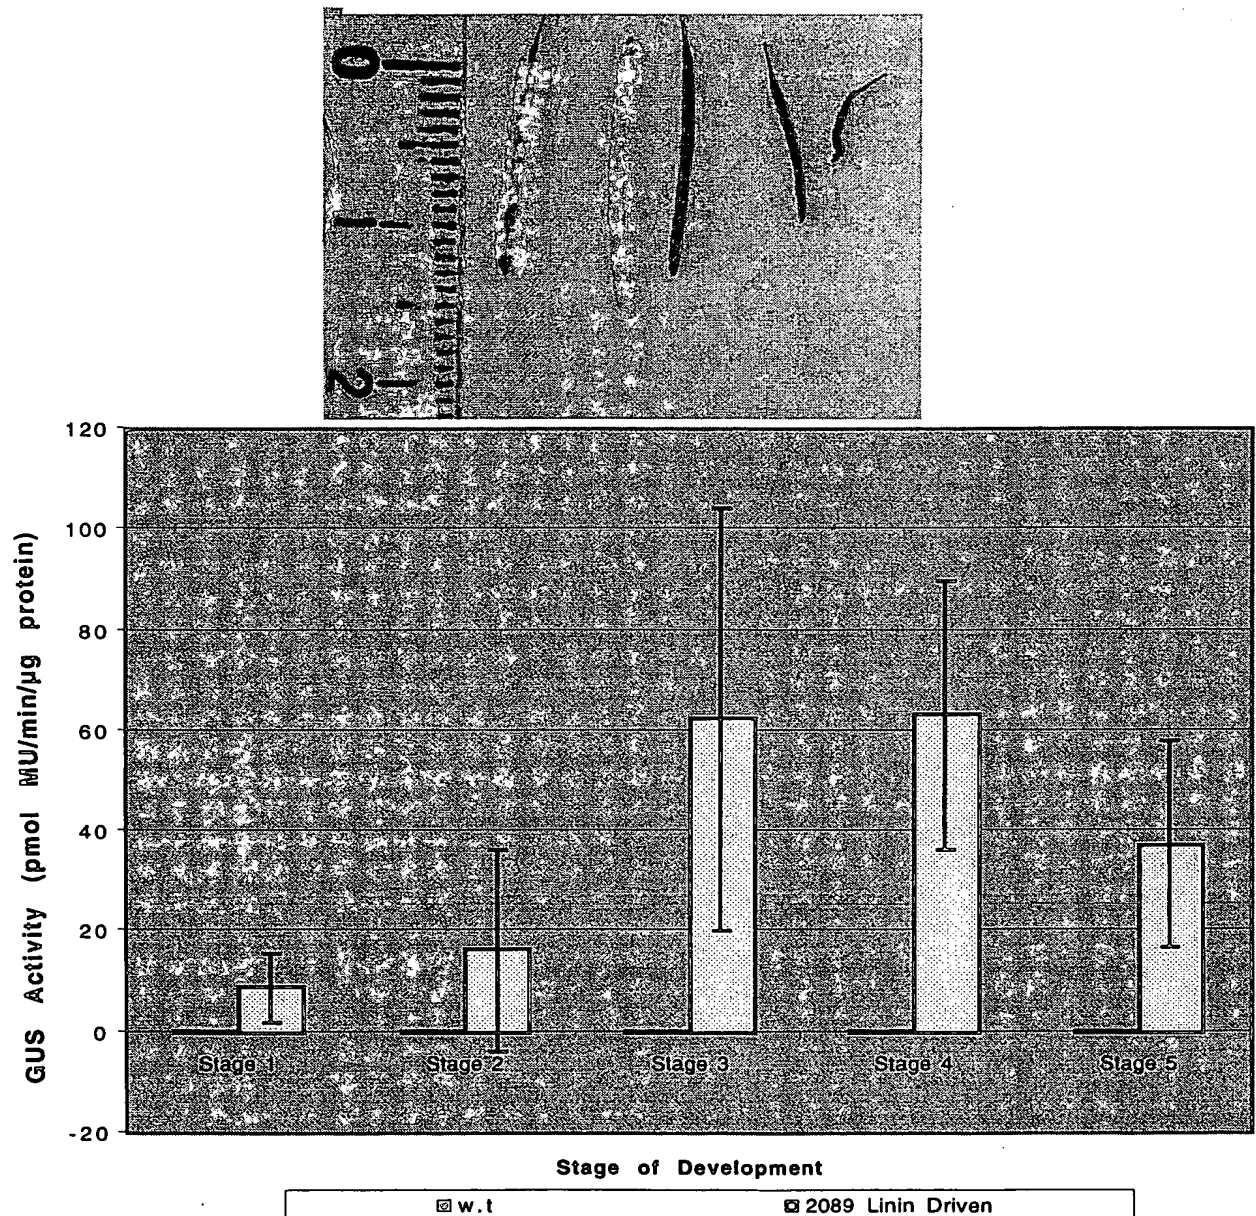 0
1
2
120
100
80
60
40
20
0
-20
GUS Activity (pmol MU/min/µg protein)
Stage 1 Stage 2 Stage 3 Stage 4 Stage 5
Stage of Development
w.t 2089 Linin Driven